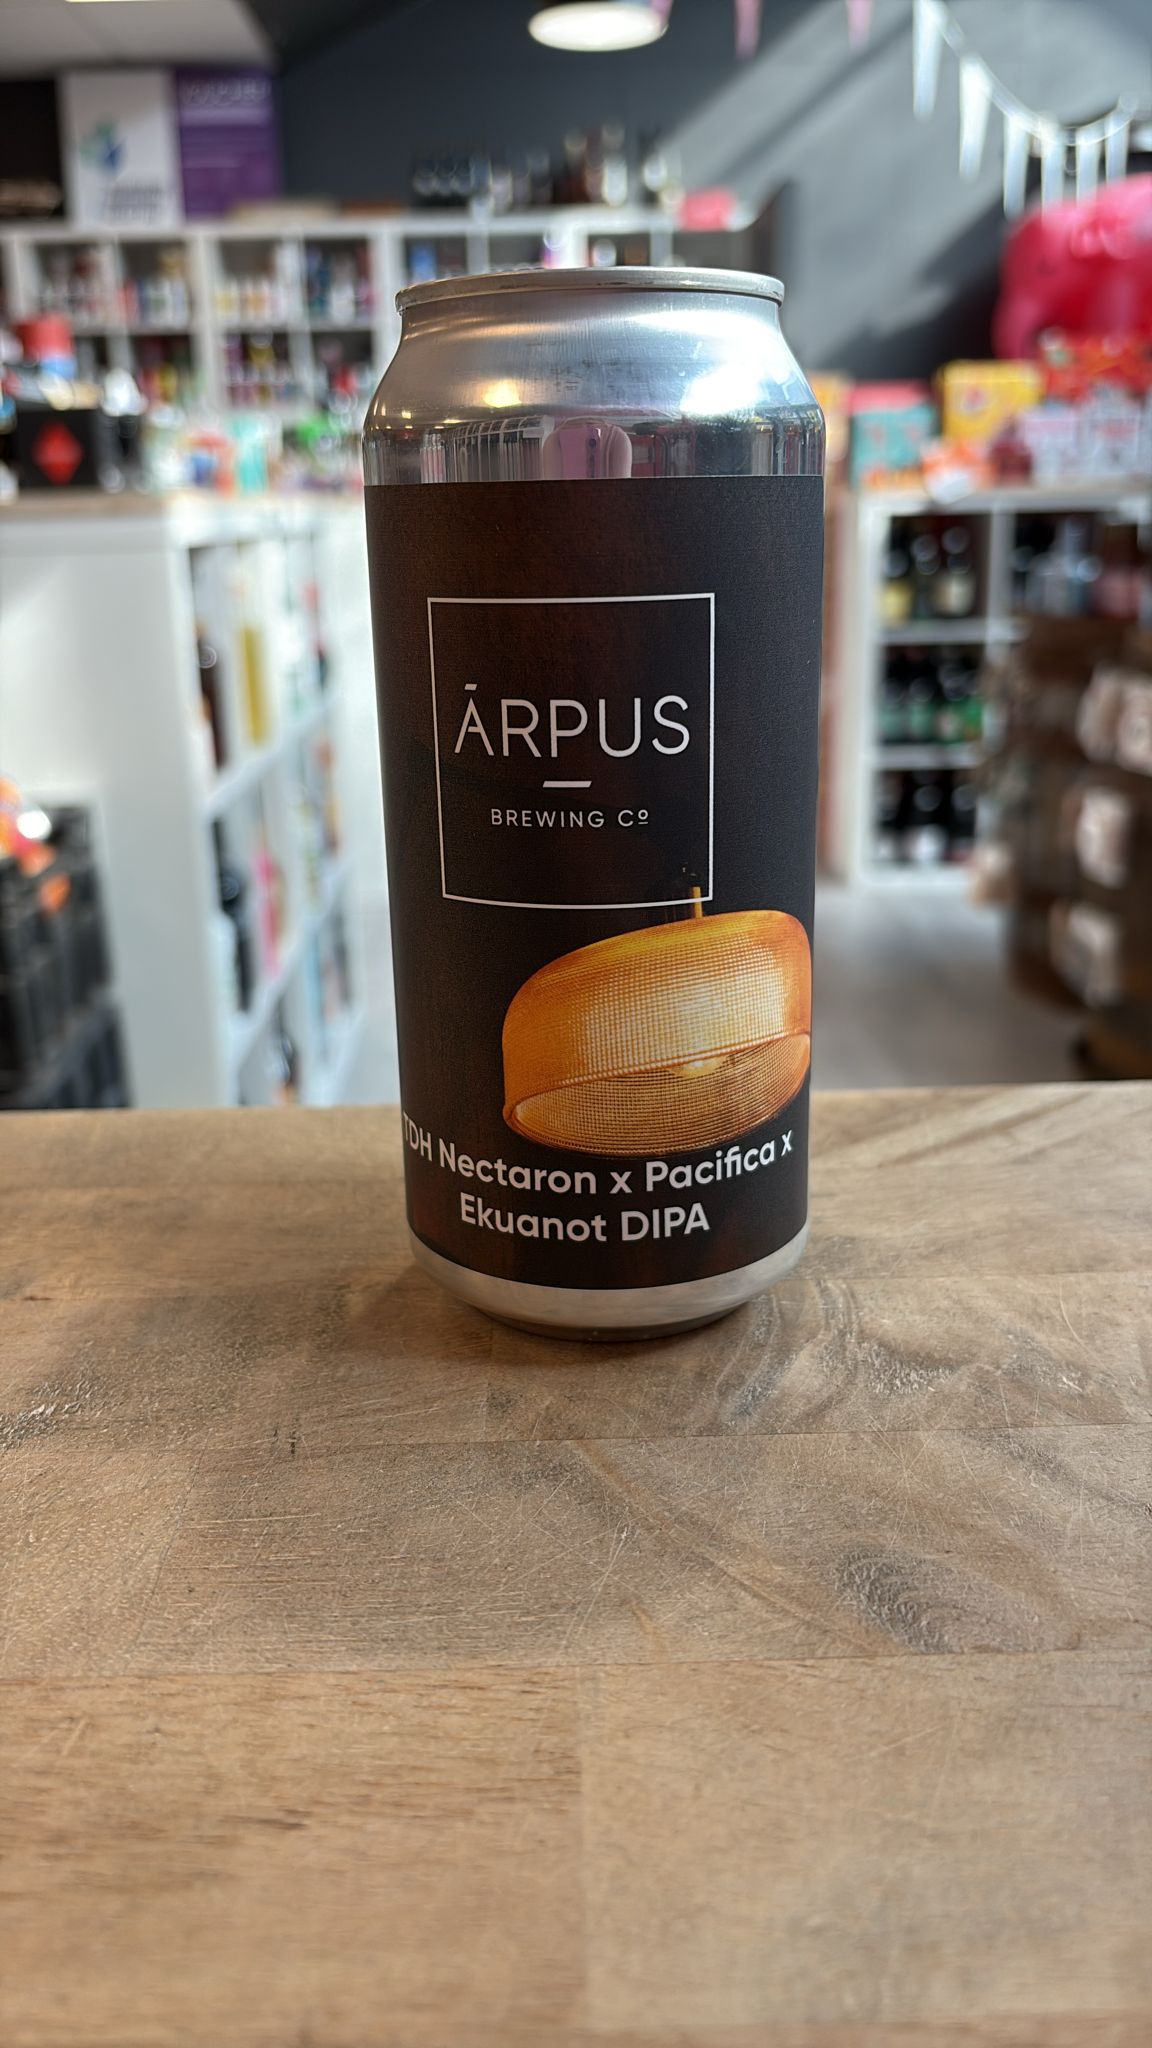 ĀRPUS
BREWING Cº
TDH Nectaron x Pacifica x
Ekuanot DIPA